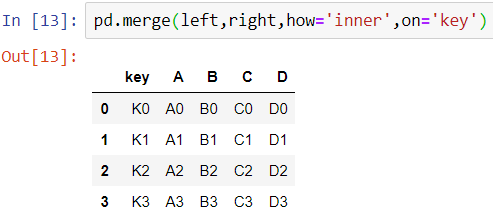 In [13]: pd.merge(left,right,how='inner',on='key')
Out[13]:
key A B C D
0 K0 A0 B0 C0 D0
1 K1 A1 B1 C1 D1
2 K2 A2 B2 C2 D2
3 K3 A3 B3 C3 D3